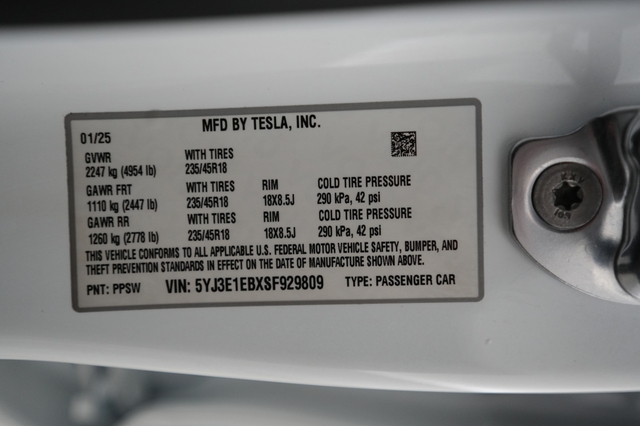 MFD BY TESLA, INC.
01/25
GVWR WITH TIRES
2247 kg (4954 lb) 235/45R18
GAWR FRT WITH TIRES RIM COLD TIRE PRESSURE
1110 kg (2447 lb) 235/45R18 18X8.5J 290 kPa, 42 psi
GAWR RR WITH TIRES RIM COLD TIRE PRESSURE
1260 kg (2778 lb) 235/45R18 18X8.5J 290 kPa, 42 psi
THIS VEHICLE CONFORMS TO ALL APPLICABLE U.S. FEDERAL MOTOR VEHICLE SAFETY, BUMPER, AND
THEFT PREVENTION STANDARDS IN EFFECT ON THE DATE OF MANUFACTURE SHOWN ABOVE.
PNT: PPSW VIN: 5YJ3E1EBXSF929809 TYPE: PASSENGER CAR